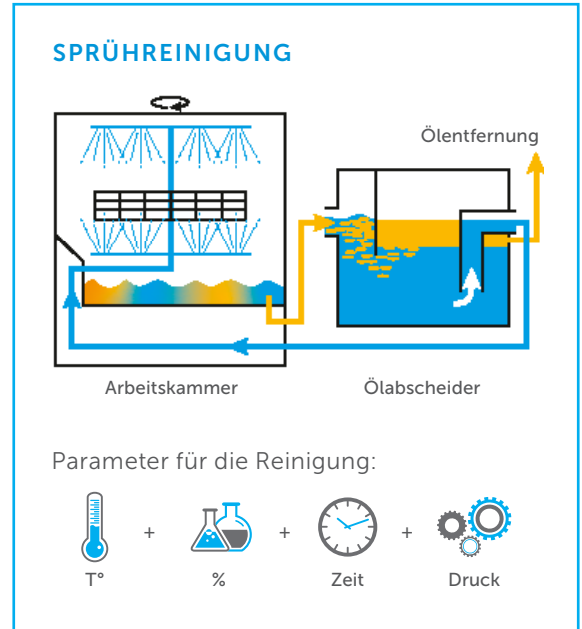 SPRÜHREINIGUNG
Ölentfernung
Arbeitskammer
Ölabscheider
Parameter für die Reinigung:
+ + +
T° % Zeit Druck